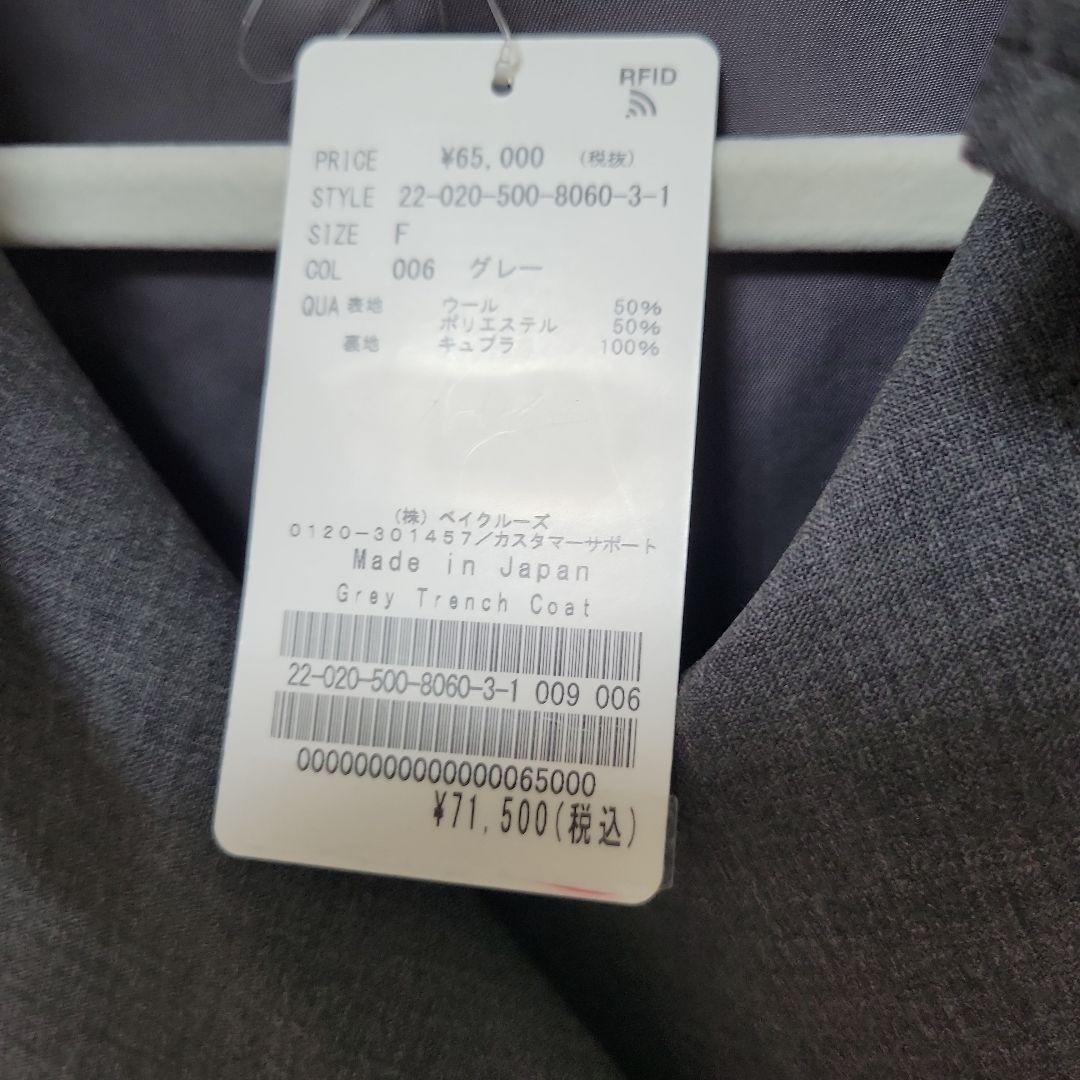 RFID
PRICE ¥65,000 (税抜)
STYLE 22-020-500-8060-3-1
SIZE F
COL 006 グレー
QUA 表地 ウール 50%
ポリエステル 50%
裏地 キュプラ 100%
(株) ベイクルーズ
0120-301457/カスタマーサポート
Made in Japan
Grey Trench Coat
22-020-500-8060-3-1 009 006
00000000000000065000
¥71,500(税込)